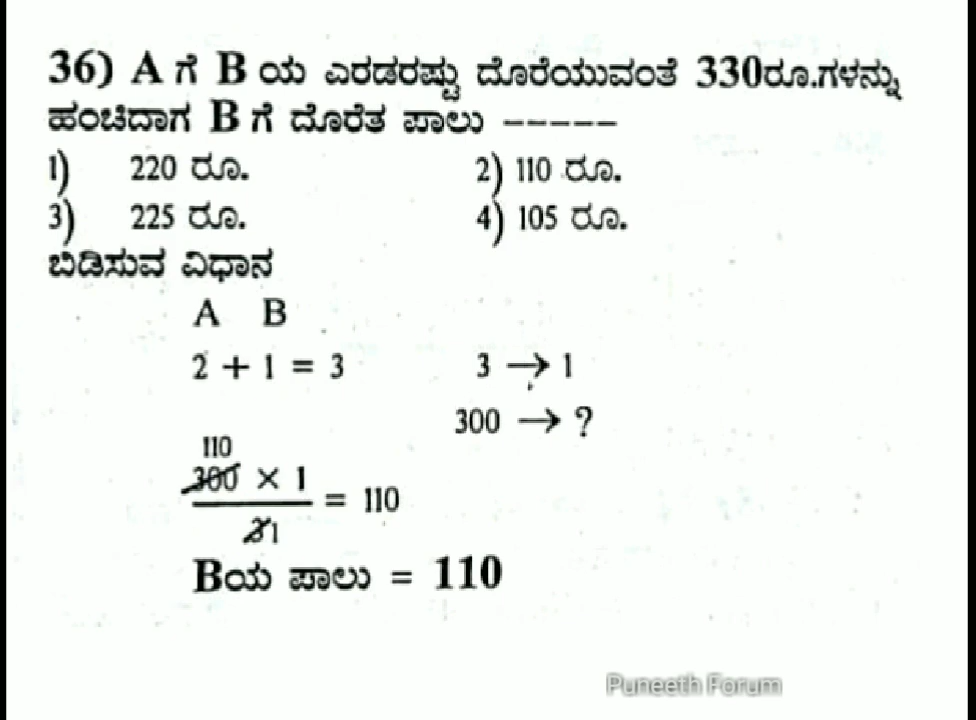 36) A ಗೆ B ಯ ಎರಡರಷ್ಟು ದೊರೆಯುವಂತೆ 330ರೂ.ಗಳನ್ನು
ಹಂಚಿದಾಗ B ಗೆ ದೊರೆತ ಪಾಲು -----
1) 220 ರೂ. 2) 110 ರೂ.
3) 225 ರೂ. 4) 105 ರೂ.
ಬಿಡಿಸುವ ವಿಧಾನ
A B
2 + 1 = 3 3 → 1
300 → ?
110
300 × 1
= 110
31
Bಯ ಪಾಲು = 110
Puneeth Forum